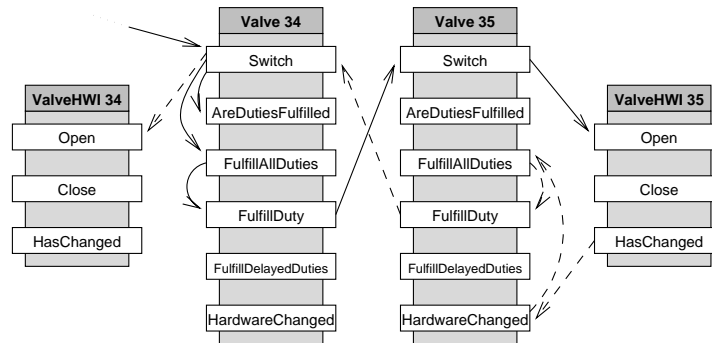 Valve 34
Valve 35
Switch
Switch
ValveHWI 34
ValveHWI 35
AreDutiesFulfilled
AreDutiesFulfilled
Open
Open
FulfillAllDuties
FulfillAllDuties
Close
Close
FulfillDuty
FulfillDuty
HasChanged
HasChanged
FulfillDelayedDuties
FulfillDelayedDuties
HardwareChanged
HardwareChanged